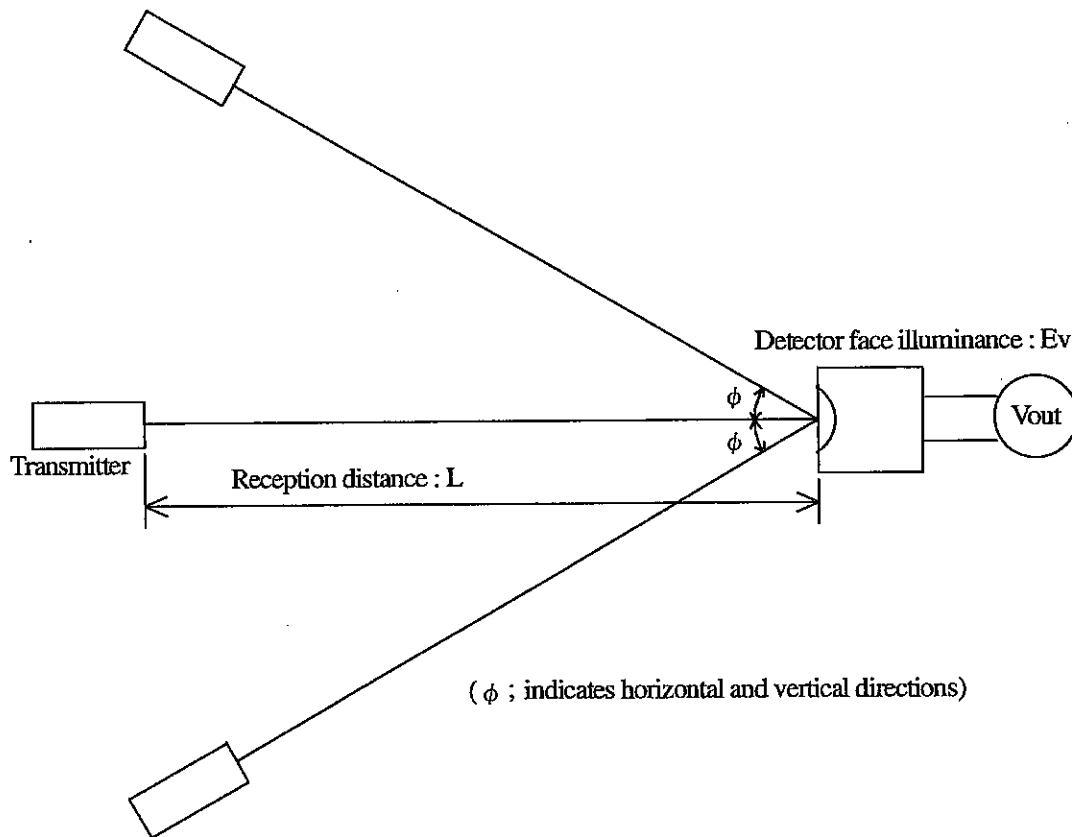 Detector face illuminance : Ev
ϕ
Vout
ϕ
Transmitter
Reception distance : L
( ϕ ; indicates horizontal and vertical directions)